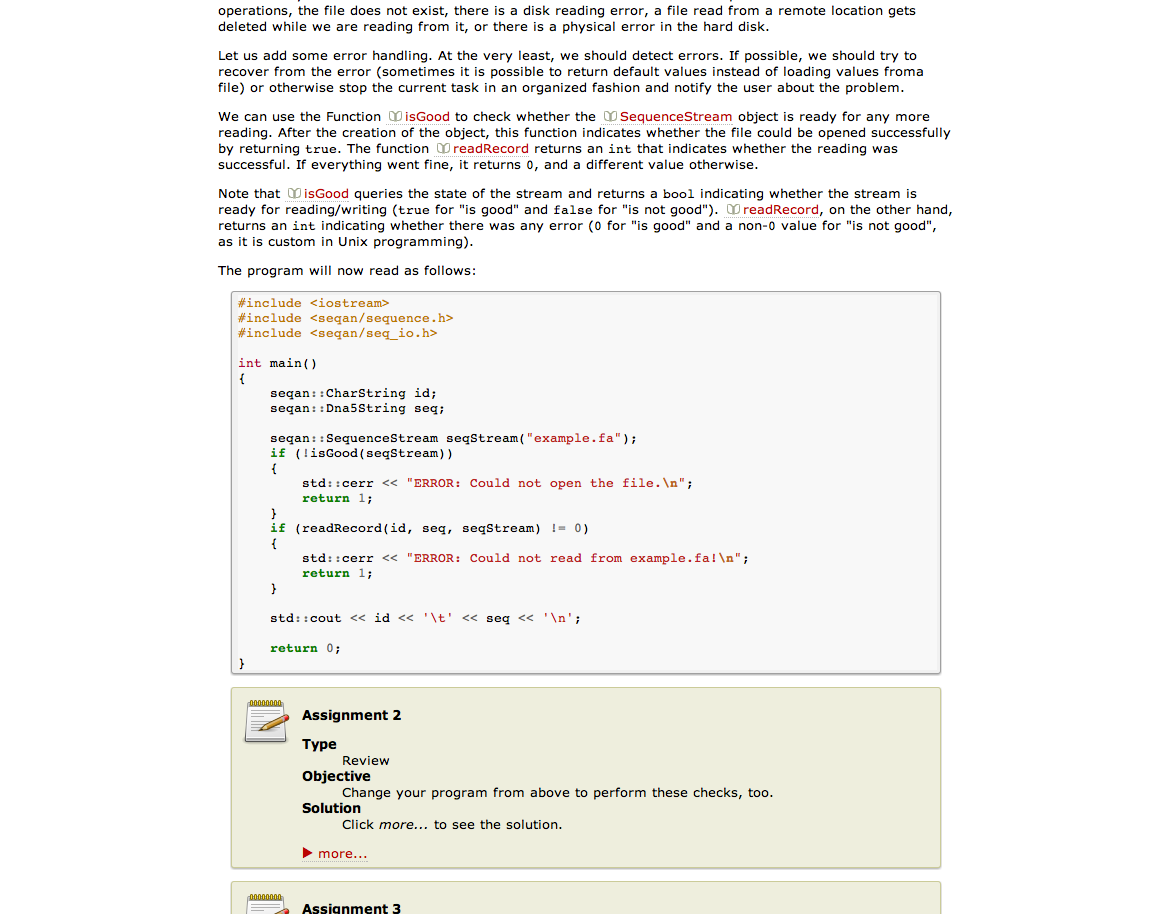 operations, the file does not exist, there is a disk reading error, a file read from a remote location gets
deleted while we are reading from it, or there is a physical error in the hard disk.
Let us add some error handling. At the very least, we should detect errors. If possible, we should try to
recover from the error (sometimes it is possible to return default values instead of loading values froma
file) or otherwise stop the current task in an organized fashion and notify the user about the problem.
We can use the Function isGood to check whether the SequenceStream object is ready for any more
reading. After the creation of the object, this function indicates whether the file could be opened successfully
by returning true. The function readRecord returns an int that indicates whether the reading was
successful. If everything went fine, it returns 0, and a different value otherwise.
Note that isGood queries the state of the stream and returns a bool indicating whether the stream is
ready for reading/writing (true for "is good" and false for "is not good"). readRecord, on the other hand,
returns an int indicating whether there was any error (0 for "is good" and a non-0 value for "is not good",
as it is custom in Unix programming).
The program will now read as follows:
#include <iostream>
#include <seqan/sequence.h>
#include <seqan/seq_io.h>
int main()
{
    seqan::CharString id;
    seqan::Dna5String seq;
    seqan::SequenceStream seqStream("example.fa");
    if (!isGood(seqStream))
    {
        std::cerr << "ERROR: Could not open the file.\n";
        return 1;
    }
    if (readRecord(id, seq, seqStream) != 0)
    {
        std::cerr << "ERROR: Could not read from example.fa!\n";
        return 1;
    }
    std::cout << id << '\t' << seq << '\n';
    return 0;
}
Assignment 2
Type
Review
Objective
Change your program from above to perform these checks, too.
Solution
Click more... to see the solution.
more...
Assignment 3